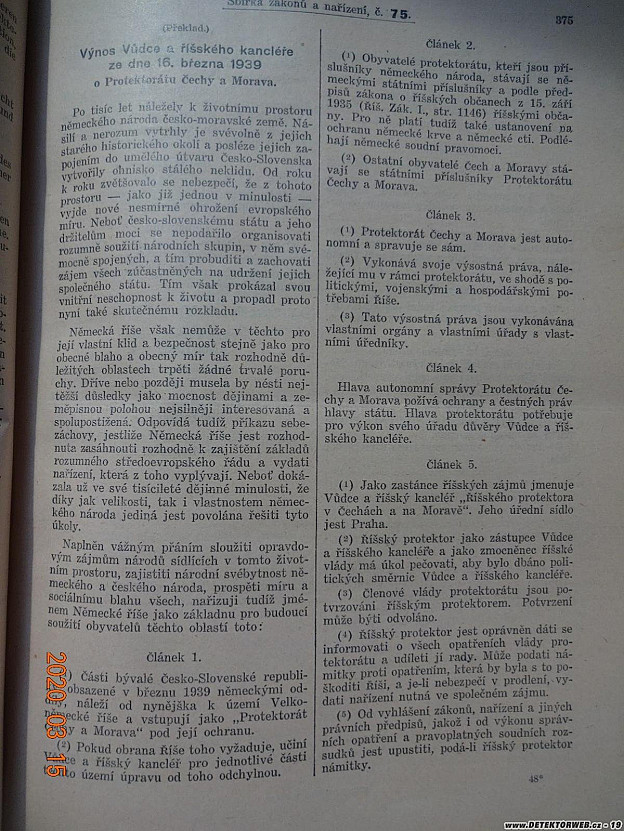 Sbírka zákonů a nařízení, č. 75.
375
(Překlad.)
Výnos Vůdce a říšského kancléře
ze dne 16. března 1939
o Protektorátu Čechy a Morava.
Po tisíc let náležely k životnímu prostoru
německého národa česko-moravské země. Ná-
silí a nerozum vytrhly je svévolně z jejich
starého historického okolí a posléze jejich za-
pojením do umělého útvaru Česko-Slovenska
vytvořily ohnisko stálého neklidu. Od roku
k roku zvětšovalo se nebezpečí, že z tohoto
prostoru — jako již jednou v minulosti —
vyjde nové nesmírné ohrožení evropského
míru. Neboť česko-slovenskému státu a jeho
držitelům moci se nepodařilo organisovati
rozumně soužití národních skupin, v něm své-
mocně spojených, a tím probuditi a zachovati
zájem všech zúčastněných na udržení jejich
společného státu. Tím však prokázal svou
vnitřní neschopnost k životu a propadl proto
nyní také skutečnému rozkladu.
Německá říše však nemůže v těchto pro
její vlastní klid a bezpečnost stejně jako pro
obecné blaho a obecný mír tak rozhodně dů-
ležitých oblastech trpěti žádné trvalé poru-
chy. Dříve nebo později musela by nésti nej-
těžší důsledky jako mocnost dějinami a ze-
měpisnou polohou nejsilněji interesovaná a
spolupostižená. Odpovídá tudíž příkazu sebe-
záchovy, jestliže Německá říše jest rozhod-
nuta zasáhnouti rozhodně k zajištění základů
rozumného středoevropského řádu a vydati
nařízení, která z toho vyplývají. Neboť doká-
zala už ve své tisícileté dějinné minulosti, že
díky jak velikosti, tak i vlastnostem němec-
kého národa jediná jest povolána řešiti tyto
úkoly.
Naplněn vážným přáním sloužiti opravdo-
vým zájmům národů sídlících v tomto život-
ním prostoru, zajistiti národní svébytnost ně-
meckého a českého národa, prospěti míru a
sociálnímu blahu všech, nařizuji tudíž jmé-
nem Německé říše jako základnu pro budoucí
soužití obyvatelů těchto oblastí toto:
Článek 1.
) Části bývalé Česko-Slovenské republi-
obsazené v březnu 1939 německými od-
díly, náleží od nynějška k území Velko-
německé říše a vstupují jako „Protektorát
y a Morava“ pod její ochranu.
(2) Pokud obrana Říše toho vyžaduje, učiní
Vůdce a říšský kancléř pro jednotlivé části
to území úpravu od toho odchylnou.
Článek 2.
(1) Obyvatelé protektorátu, kteří jsou pří-
slušníky německého národa, stávají se ně-
meckými státními příslušníky a podle před-
pisů zákona o říšských občanech z 15. září
1935 (Říš. Zák. I., str. 1146) říšskými obča-
ny. Pro ně platí tudíž také ustanovení na
ochranu německé krve a německé cti. Podlé-
hají německé soudní pravomoci.
(2) Ostatní obyvatelé Čech a Moravy stá-
vají se státními příslušníky Protektorátu
Čechy a Morava.
Článek 3.
(1) Protektorát Čechy a Morava jest auto-
nomní a spravuje se sám.
(2) Vykonává svoje výsostná práva, nále-
žející mu v rámci protektorátu, ve shodě s po-
litickými, vojenskými a hospodářskými po-
třebami Říše.
(3) Tato výsostná práva jsou vykonávána
vlastními orgány a vlastními úřady s vlast-
ními úředníky.
Článek 4.
Hlava autonomní správy Protektorátu Če-
chy a Morava požívá ochrany a čestných práv
hlavy státu. Hlava protektorátu potřebuje
pro výkon svého úřadu důvěry Vůdce a říš-
ského kancléře.
Článek 5.
(1) Jako zastánce říšských zájmů jmenuje
Vůdce a říšský kancléř „Říšského protektora
v Čechách a na Moravě“. Jeho úřední sídlo
jest Praha.
(2) Říšský protektor jako zástupce Vůdce
a říšského kancléře a jako zmocněnec říšské
vlády má úkol pečovati, aby bylo dbáno poli-
tických směrnic Vůdce a říšského kancléře.
(3) Členové vlády protektorátu jsou po-
tvrzováni říšským protektorem. Potvrzení
může býti odvoláno.
(4) Říšský protektor jest oprávněn dáti se
informovati o všech opatřeních vlády pro-
tektorátu a udíleti jí rady. Může podati ná-
mitky proti opatřením, která by byla s to po-
škoditi Říši, a je-li nebezpečí v prodlení, vy-
dati nařízení nutná ve společném zájmu.
(5) Od vyhlášení zákonů, nařízení a jiných
právních předpisů, jakož i od výkonu správ-
ních opatření a pravoplatných soudních roz-
sudků jest upustiti, podá-li říšský protektor
námitky.
48*
2020 03 15
www.DETEKTORWEB.cz - 19